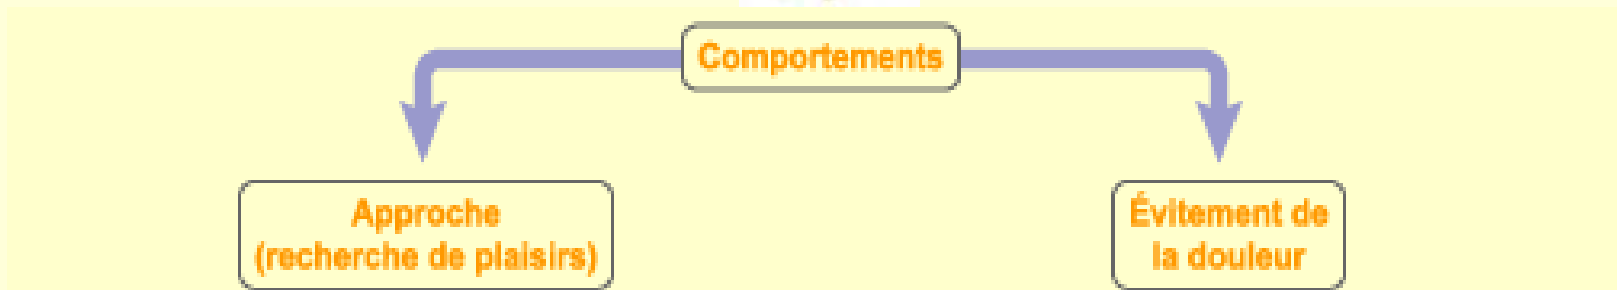 Comportements
Approche
(recherche de plaisirs)
Évitement de
la douleur